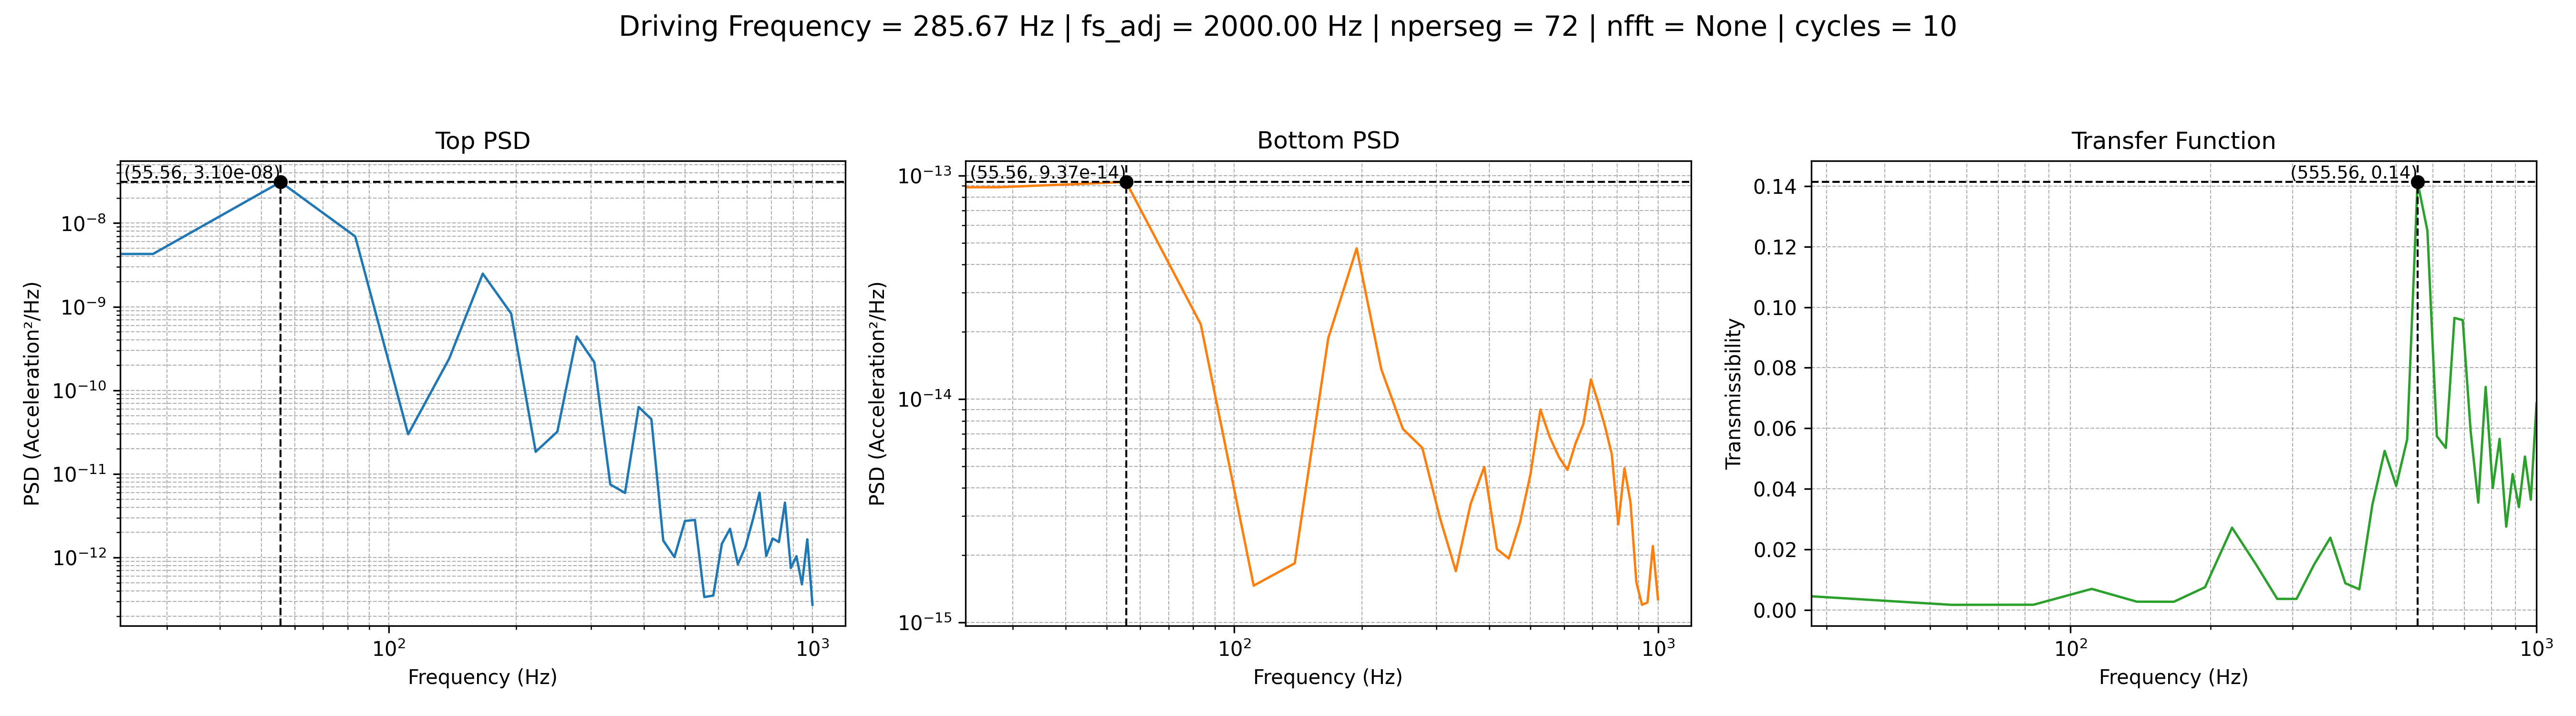 Driving Frequency = 285.67 Hz | fs_adj = 2000.00 Hz | nperseg = 72 | nfft = None | cycles = 10
Top PSD
(55.56, 3.10e-08)
PSD (Acceleration²/Hz)
10⁻⁸
10⁻⁹
10⁻¹⁰
10⁻¹¹
10⁻¹²
10²
10³
Frequency (Hz)
Bottom PSD
(55.56, 9.37e-14)
PSD (Acceleration²/Hz)
10⁻¹³
10⁻¹⁴
10⁻¹⁵
10²
10³
Frequency (Hz)
Transfer Function
(555.56, 0.14)
Transmissibility
0.14
0.12
0.10
0.08
0.06
0.04
0.02
0.00
10²
10³
Frequency (Hz)